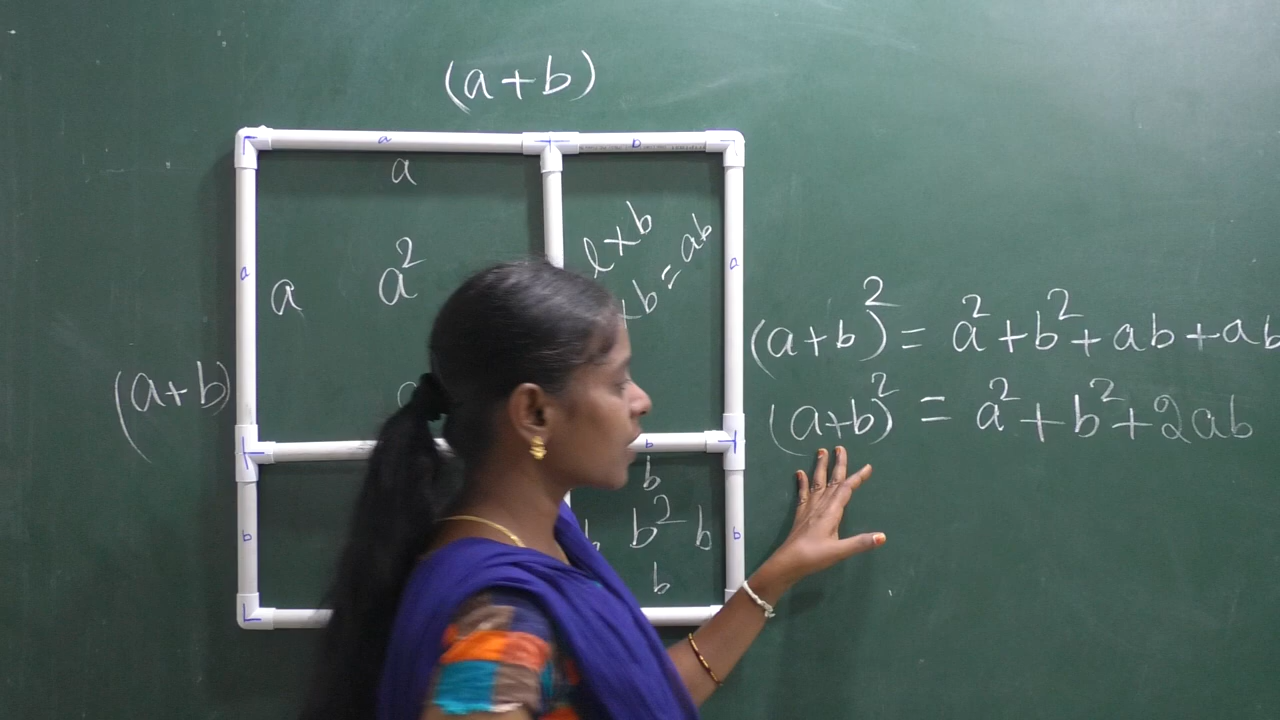 (a+b)
a b
a
l×b
a a a² ×b = ab a
(a+b)² = a²+b²+ab+ab
(a+b)
(a+b)² = a²+b²+2ab
b
b
b b² b b
b